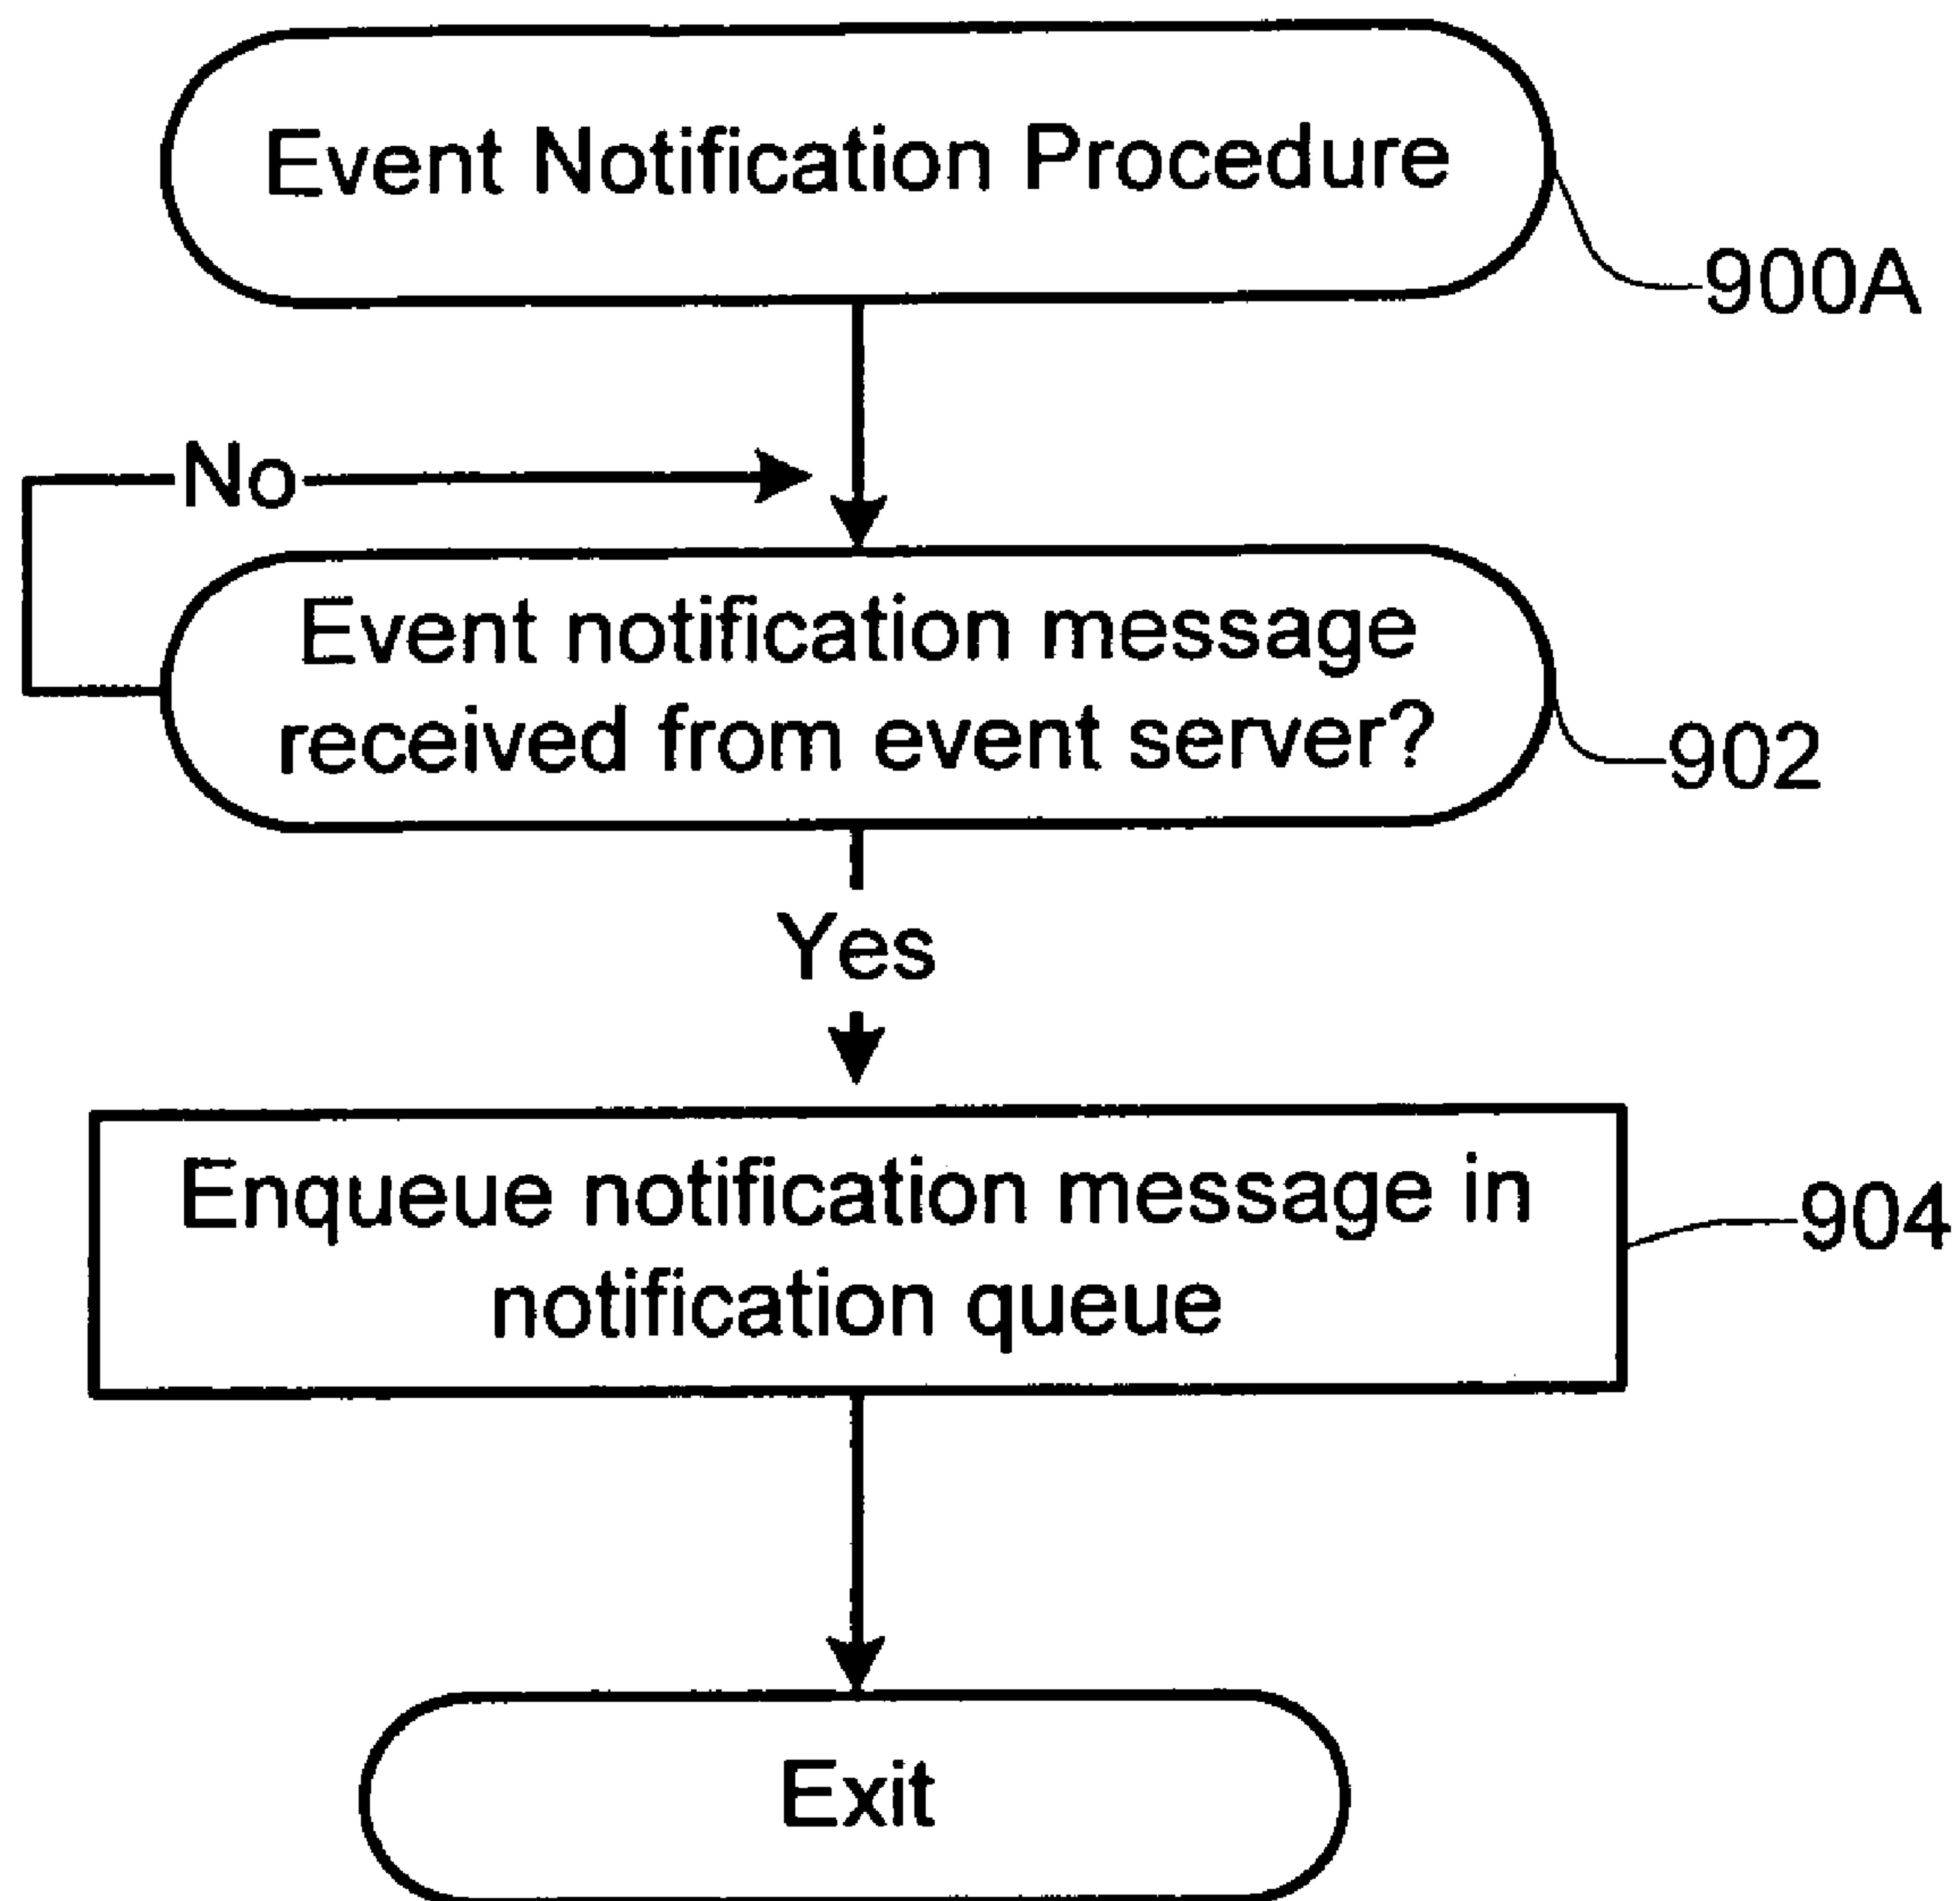 Event Notification Procedure
900A
No
Event notification message
received from event server?
902
Yes
Enqueue notification message in
notification queue
904
Exit